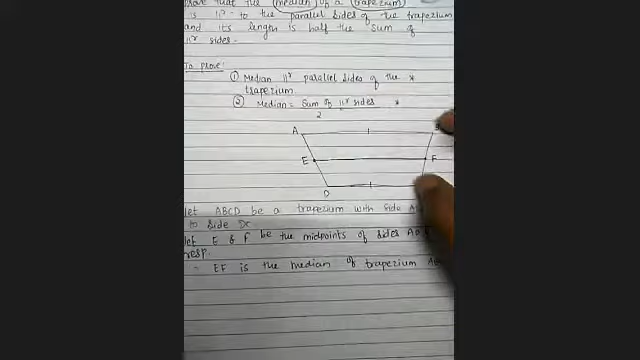 prove that the median of a trapezium
is ||r to the parallel sides of the trapezium
and it's length is half the sum of
||r sides.
To prove:
① Median ||r parallel sides of the *
trapezium
② Median = Sum of ||r sides *
2
A
B
E
F
D
let ABCD be a trapezium with side
to side DC.
let E & F be the midpoints of sides
resp.
EF is the median of trapezium